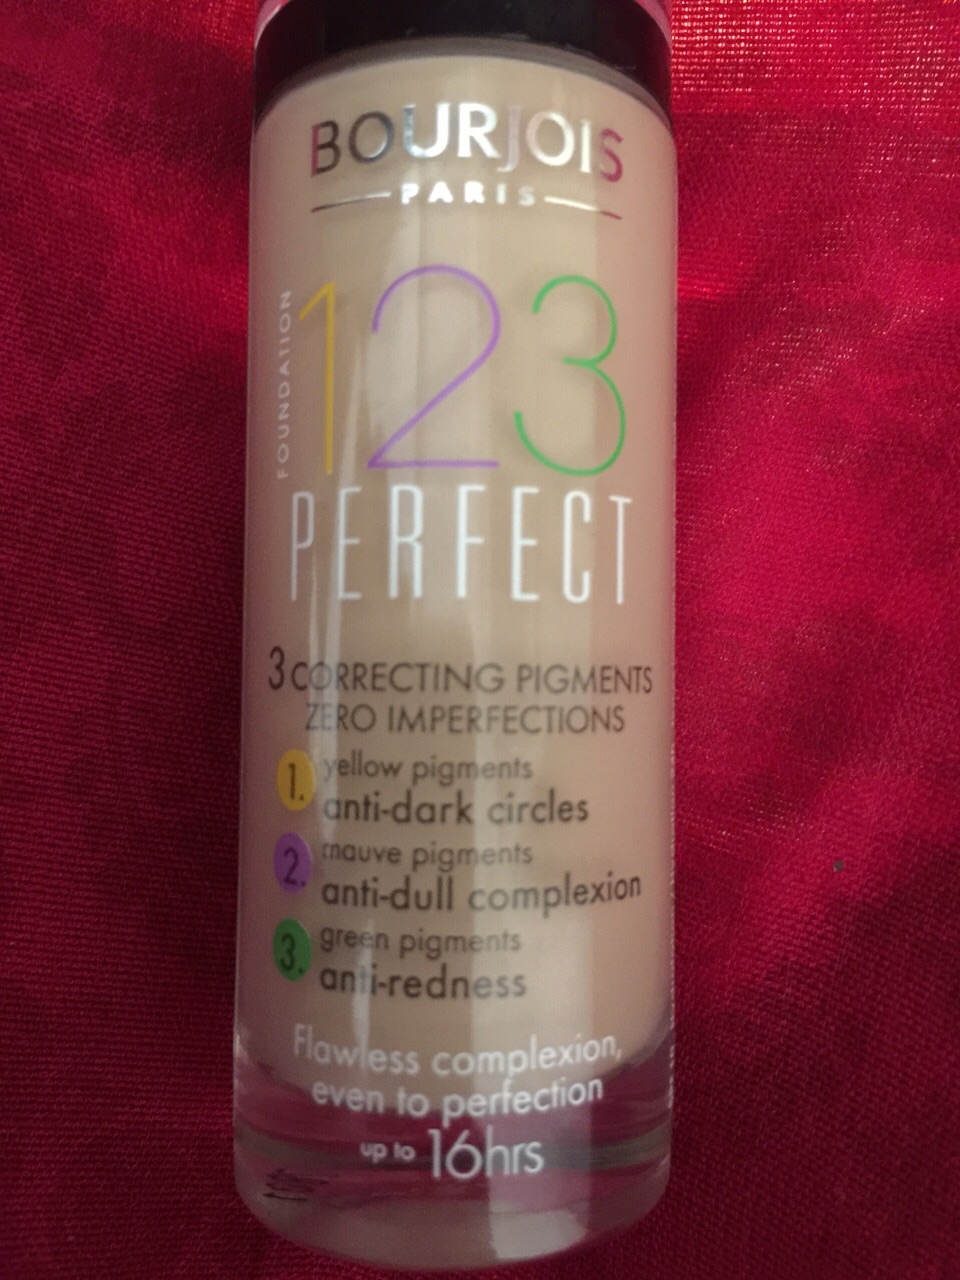 BOURJOIS
PARIS
FOUNDATION
123
PERFECT
3 CORRECTING PIGMENTS
ZERO IMPERFECTIONS
1. yellow pigments
anti-dark circles
2. mauve pigments
anti-dull complexion
3. green pigments
anti-redness
Flawless complexion,
even to perfection
up to 16hrs